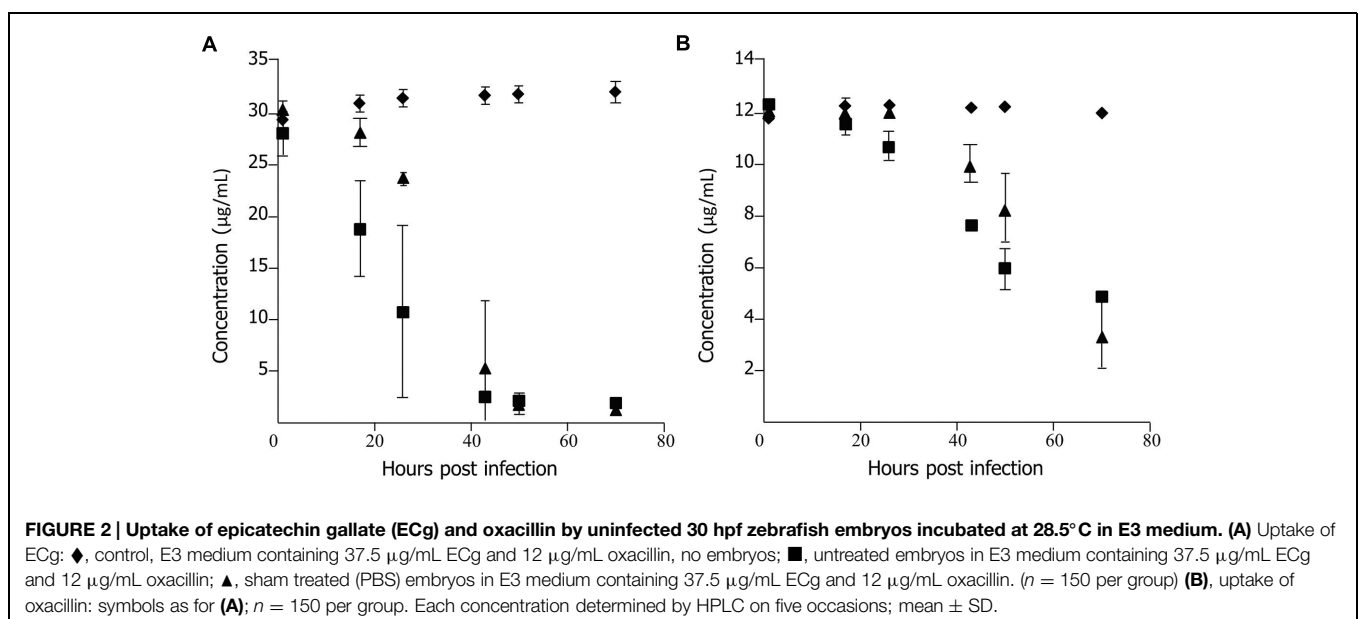 A
35
30
25
20
15
10
5
Concentration (µg/mL)
0 20 40 60 80
Hours post infection
B
14
12
10
8
6
4
2
Concentration (µg/mL)
0 20 40 60 80
Hours post infection
FIGURE 2 | Uptake of epicatechin gallate (ECg) and oxacillin by uninfected 30 hpf zebrafish embryos incubated at 28.5°C in E3 medium. (A) Uptake of
ECg: ♦, control, E3 medium containing 37.5 µg/mL ECg and 12 µg/mL oxacillin, no embryos; ■, untreated embryos in E3 medium containing 37.5 µg/mL ECg
and 12 µg/mL oxacillin; ▲, sham treated (PBS) embryos in E3 medium containing 37.5 µg/mL ECg and 12 µg/mL oxacillin. (n = 150 per group) (B), uptake of
oxacillin: symbols as for (A); n = 150 per group. Each concentration determined by HPLC on five occasions; mean ± SD.